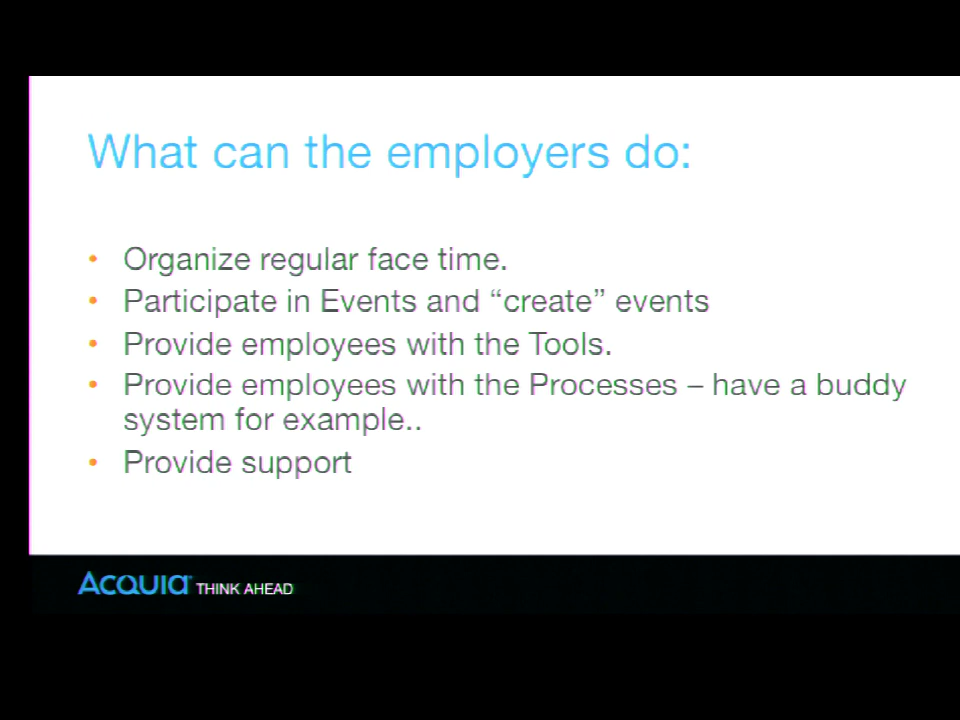 What can the employers do:
• Organize regular face time.
• Participate in Events and “create” events
• Provide employees with the Tools.
• Provide employees with the Processes – have a buddy
system for example..
• Provide support
ACQUIA THINK AHEAD